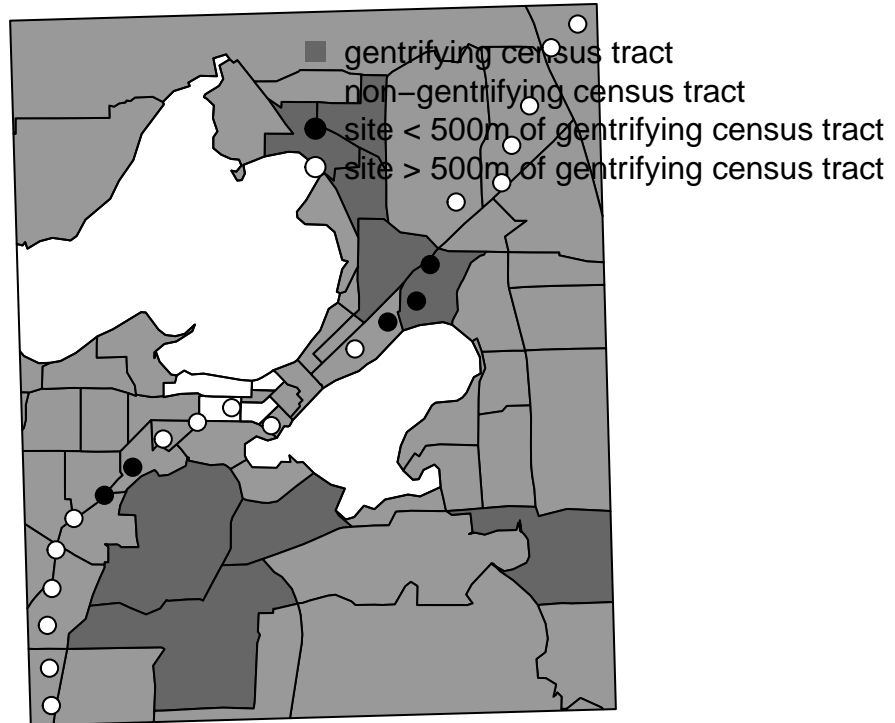 gentrifying census tract
non−gentrifying census tract
site < 500m of gentrifying census tract
site > 500m of gentrifying census tract